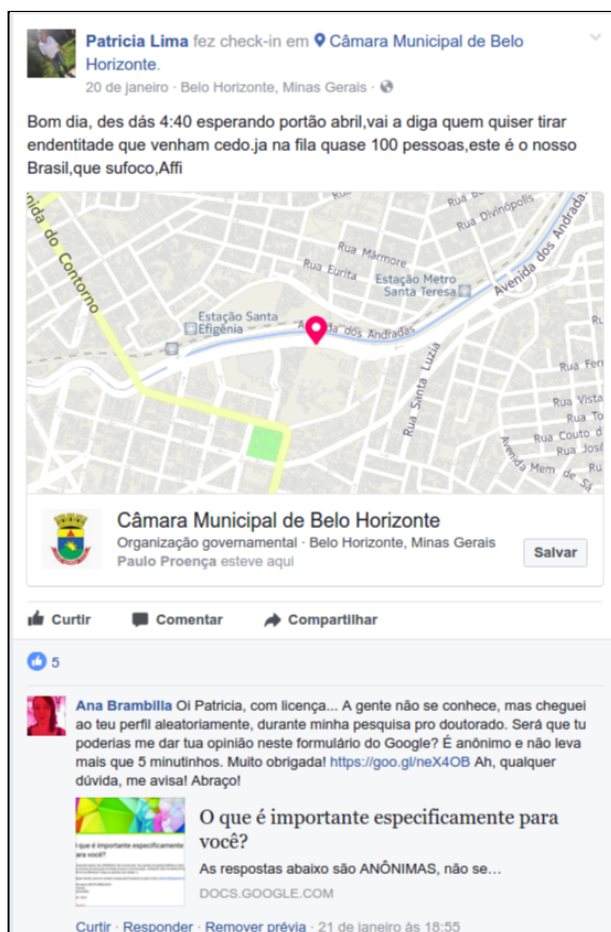 Patricia Lima fez check-in em Câmara Municipal de Belo
Horizonte.
20 de janeiro · Belo Horizonte, Minas Gerais ·
Bom dia, des dás 4:40 esperando portão abril,vai a diga quem quiser tirar
endentitade que venham cedo.ja na fila quase 100 pessoas,este é o nosso
Brasil,que sufoco,Affi
nida do Contorno
Rua Divinópolis
Rua Mármore
Rua Eurita
Estação Metro
Santa Teresa
Avenida dos Andradas
Estação Santa
Efigênia
A da dos Andradas
Rua Santa Luzia
Rua Vista
Rua Couto d
Rua José
Avenida Mem de Sá
Câmara Municipal de Belo Horizonte
Organização governamental · Belo Horizonte, Minas Gerais
Paulo Proença esteve aqui
Salvar
Curtir Comentar Compartilhar
5
Ana Brambilla Oi Patricia, com licença... A gente não se conhece, mas cheguei
ao teu perfil aleatoriamente, durante minha pesquisa pro doutorado. Será que tu
poderias me dar tua opinião neste formulário do Google? É anônimo e não leva
mais que 5 minutinhos. Muito obrigada! https://goo.gl/neX4OB Ah, qualquer
dúvida, me avisa! Abraço!
O que é importante especificamente para
você?
As respostas abaixo são ANÔNIMAS, não se…
DOCS.GOOGLE.COM
Curtir · Responder · Remover prévia · 21 de janeiro às 18:55